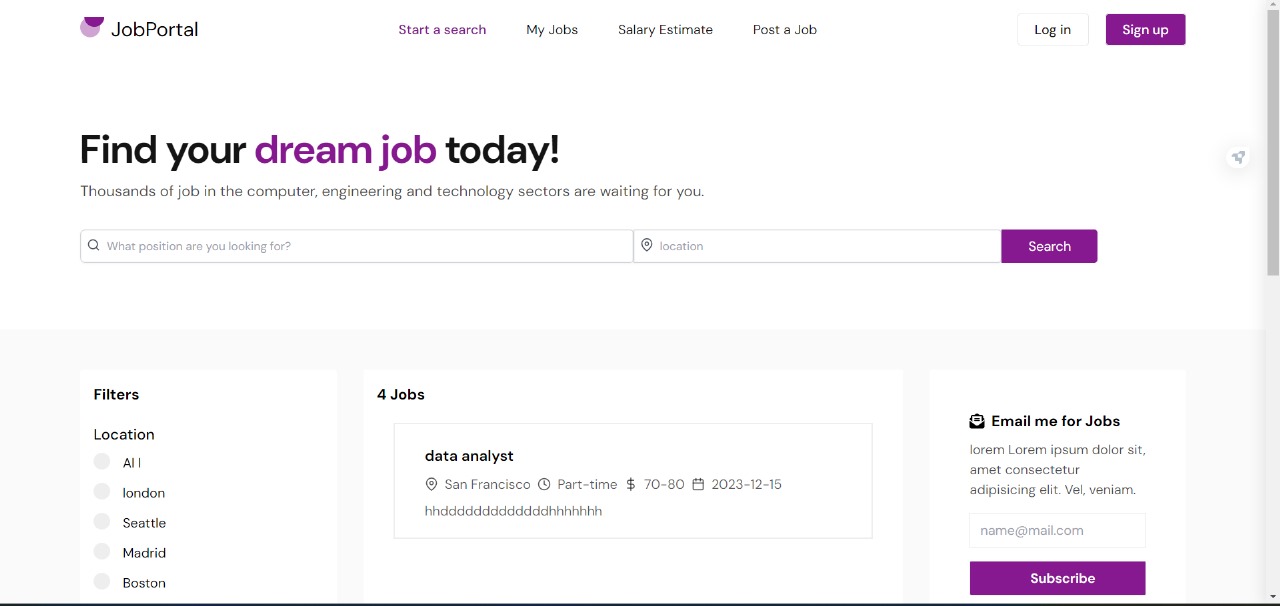 JobPortal
Start a search
My Jobs
Salary Estimate
Post a Job
Log in
Sign up
Find your dream job today!
Thousands of job in the computer, engineering and technology sectors are waiting for you.
What position are you looking for?
location
Search
Filters
Location
Al l
london
Seattle
Madrid
Boston
4 Jobs
data analyst
San Francisco Part-time $ 70-80 2023-12-15
hhdddddddddddddhhhhhhh
Email me for Jobs
lorem Lorem ipsum dolor sit,
amet consectetur
adipisicing elit. Vel, veniam.
name@mail.com
Subscribe